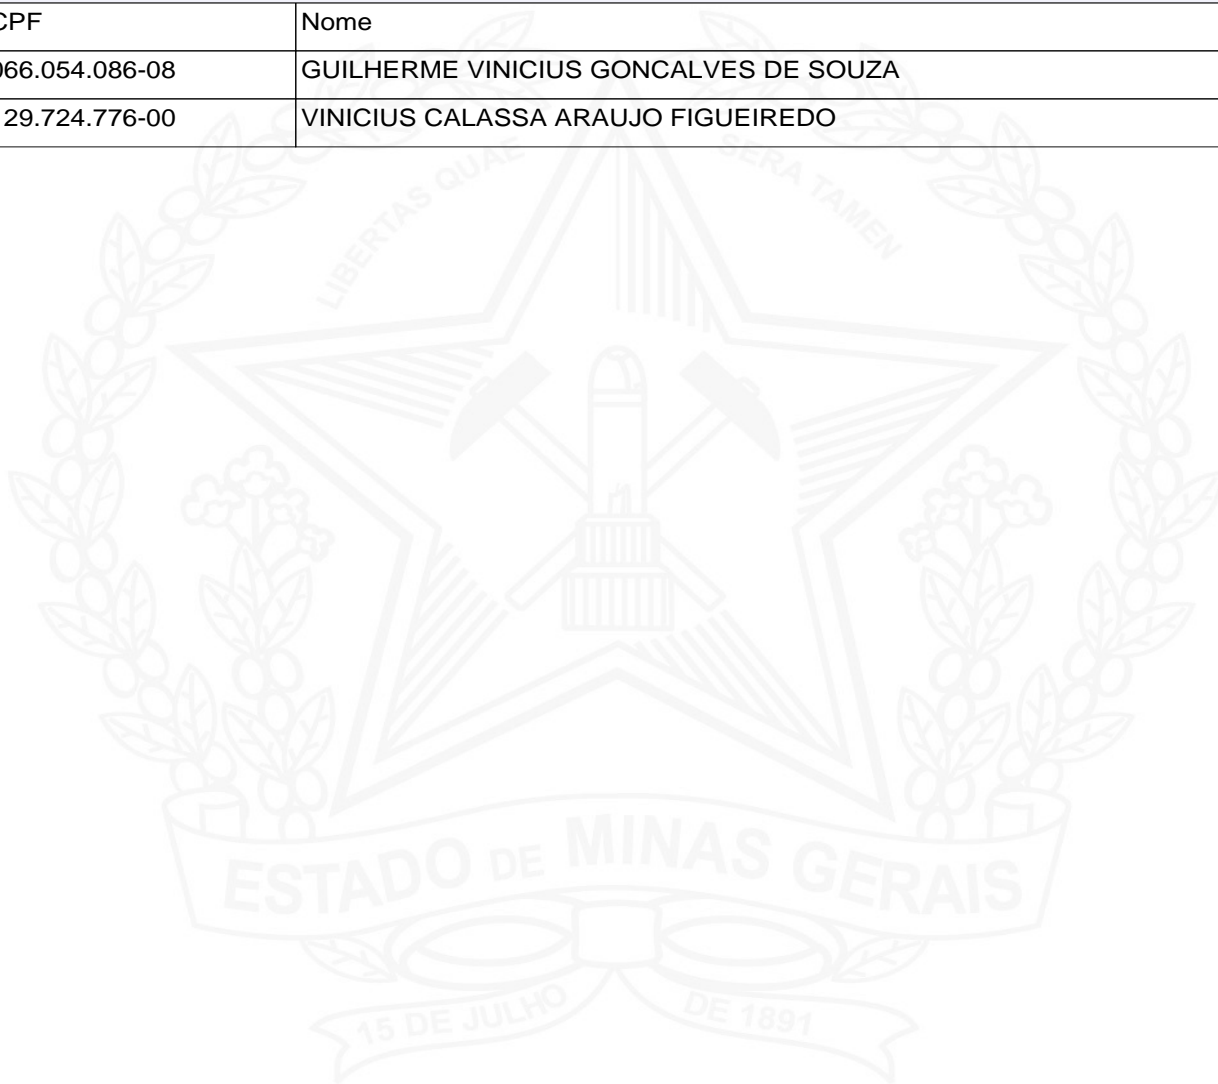 CPF Nome
066.054.086-08 GUILHERME VINICIUS GONCALVES DE SOUZA
29.724.776-00 VINICIUS CALASSA ARAUJO FIGUEIREDO
LIBERTAS QUAE SERA TAMEN
ESTADO DE MINAS GERAIS
15 DE JULHO DE 1891